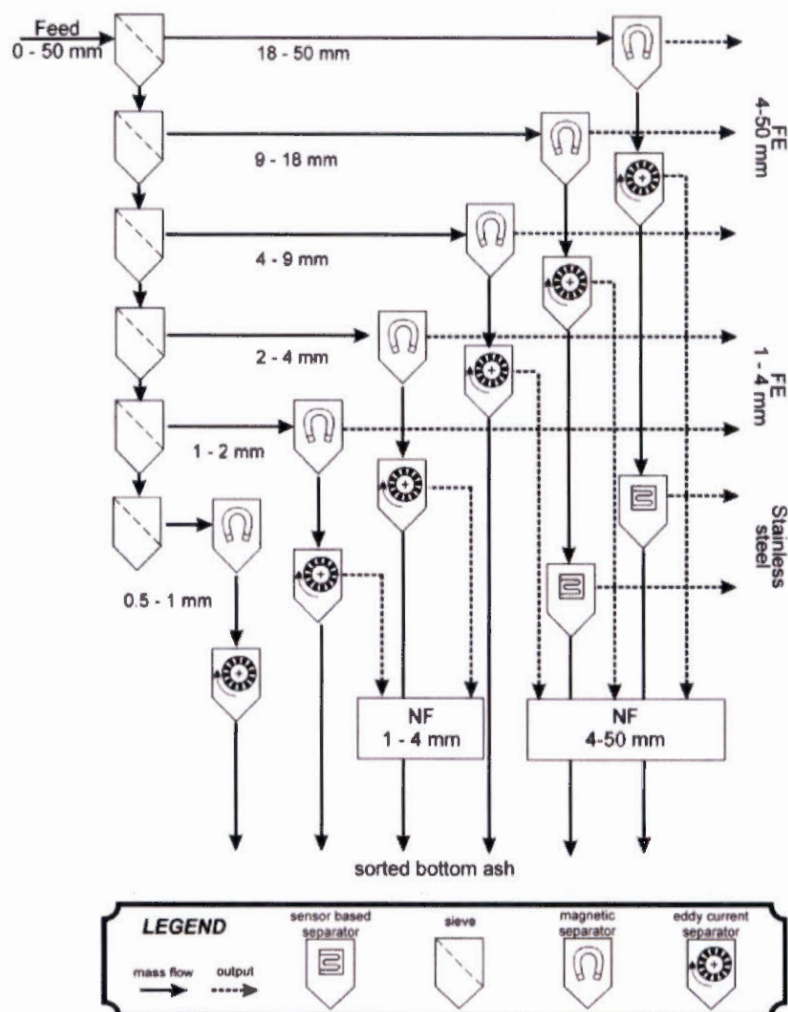 Feed
0 - 50 mm
18 - 50 mm
9 - 18 mm
4 - 9 mm
2 - 4 mm
1 - 2 mm
0.5 - 1 mm
FE
4-50 mm
FE
1 - 4 mm
Stainless
steel
NF
1 - 4 mm
NF
4-50 mm
sorted bottom ash
LEGEND
mass flow
output
sensor based
separator
sieve
magnetic
separator
eddy current
separator